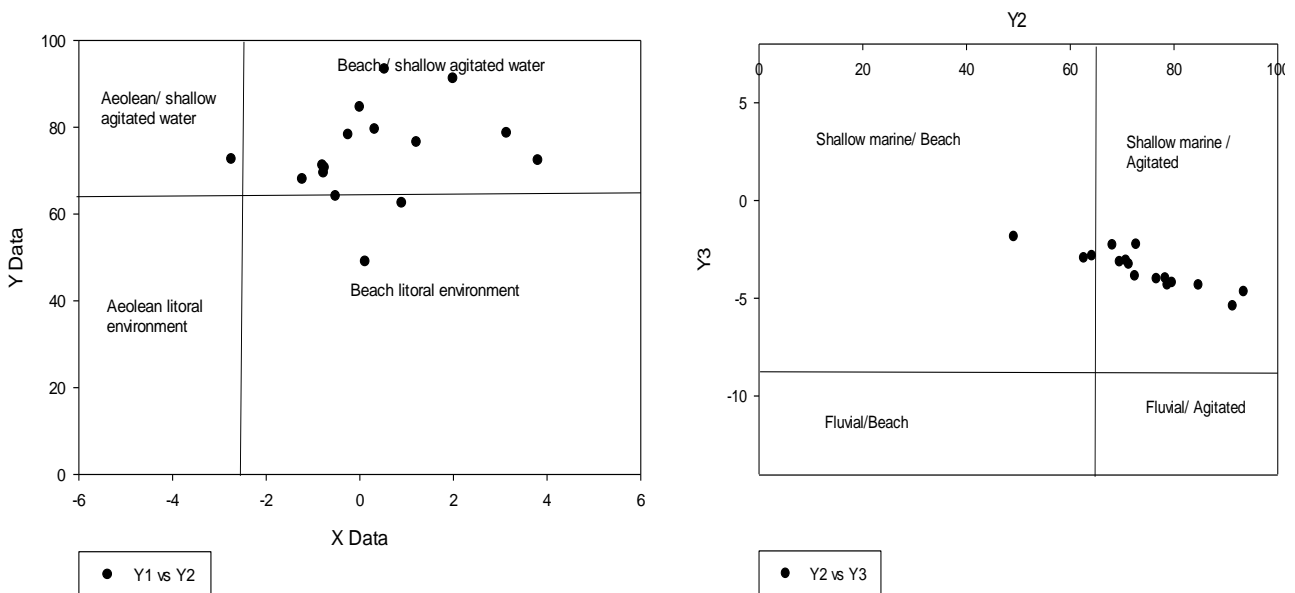 100
80
60
40
20
0
-6
-4
-2
0
2
4
6
Y Data
X Data
Aeolean/ shallow
agitated water
Beach / shallow agitated water
Aeolean litoral
environment
Beach litoral environment
Y1 vs Y2
Y2
0
20
40
60
80
100
5
0
-5
-10
Y3
Shallow marine/ Beach
Shallow marine /
Agitated
Fluvial/Beach
Fluvial/ Agitated
Y2 vs Y3